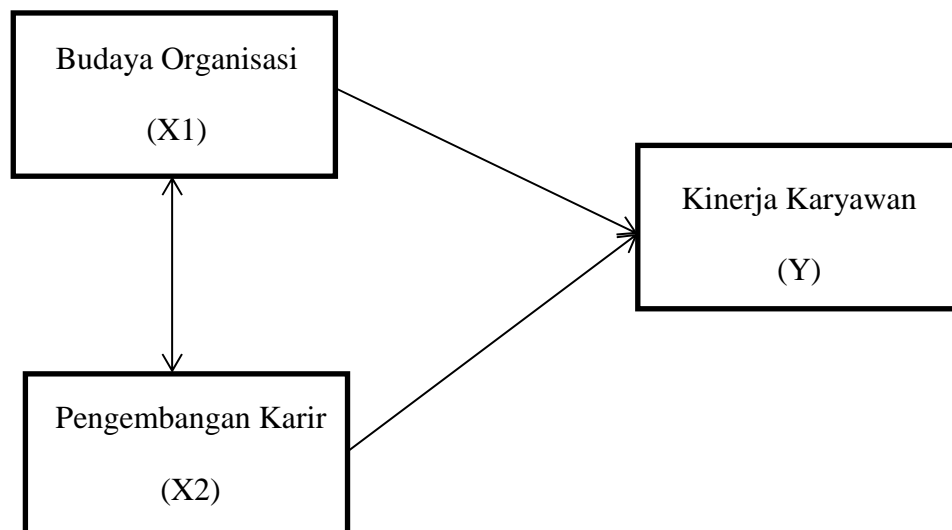 Budaya Organisasi
(X1)
Kinerja Karyawan
(Y)
Pengembangan Karir
(X2)